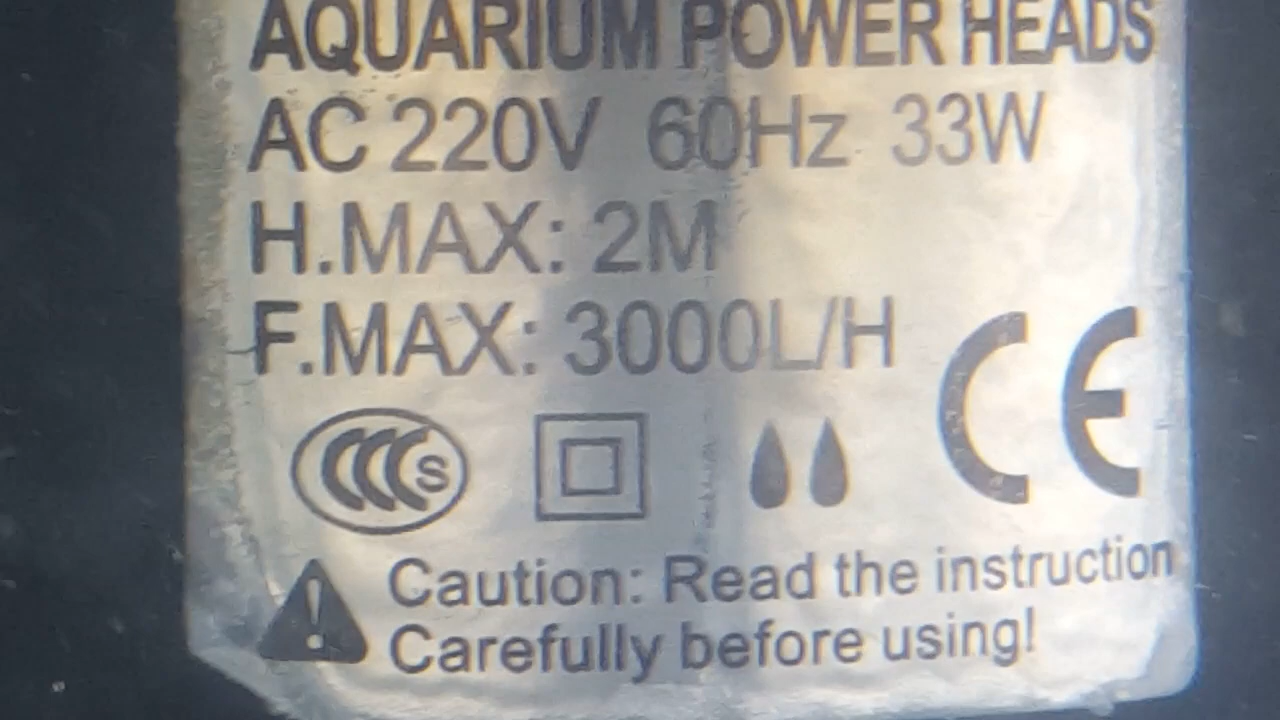 AQUARIUM POWER HEADS
AC 220V 60Hz 33W
H.MAX: 2M
F.MAX: 3000L/H
CCCS
CE
Caution: Read the instruction
Carefully before using!